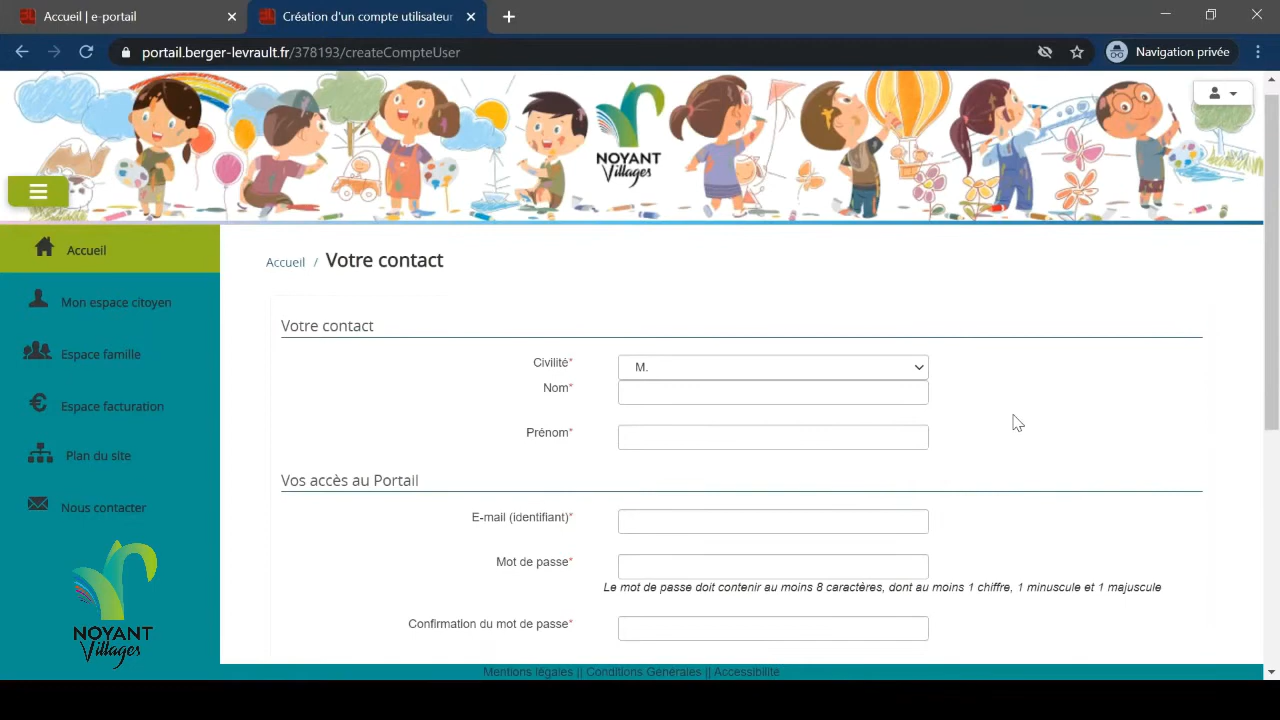 Accueil | e-portail
Création d'un compte utilisateur
portail.berger-levrault.fr/378193/createCompteUser
Navigation privée
NOYANT
Villages
Accueil
Mon espace citoyen
Espace famille
Espace facturation
Plan du site
Nous contacter
NOYANT
Villages
Accueil / Votre contact
Votre contact
Civilité*
M.
Nom*
Prénom*
Vos accès au Portail
E-mail (identifiant)*
Mot de passe*
Le mot de passe doit contenir au moins 8 caractères, dont au moins 1 chiffre, 1 minuscule et 1 majuscule
Confirmation du mot de passe*
Mentions légales || Conditions Générales || Accessibilité